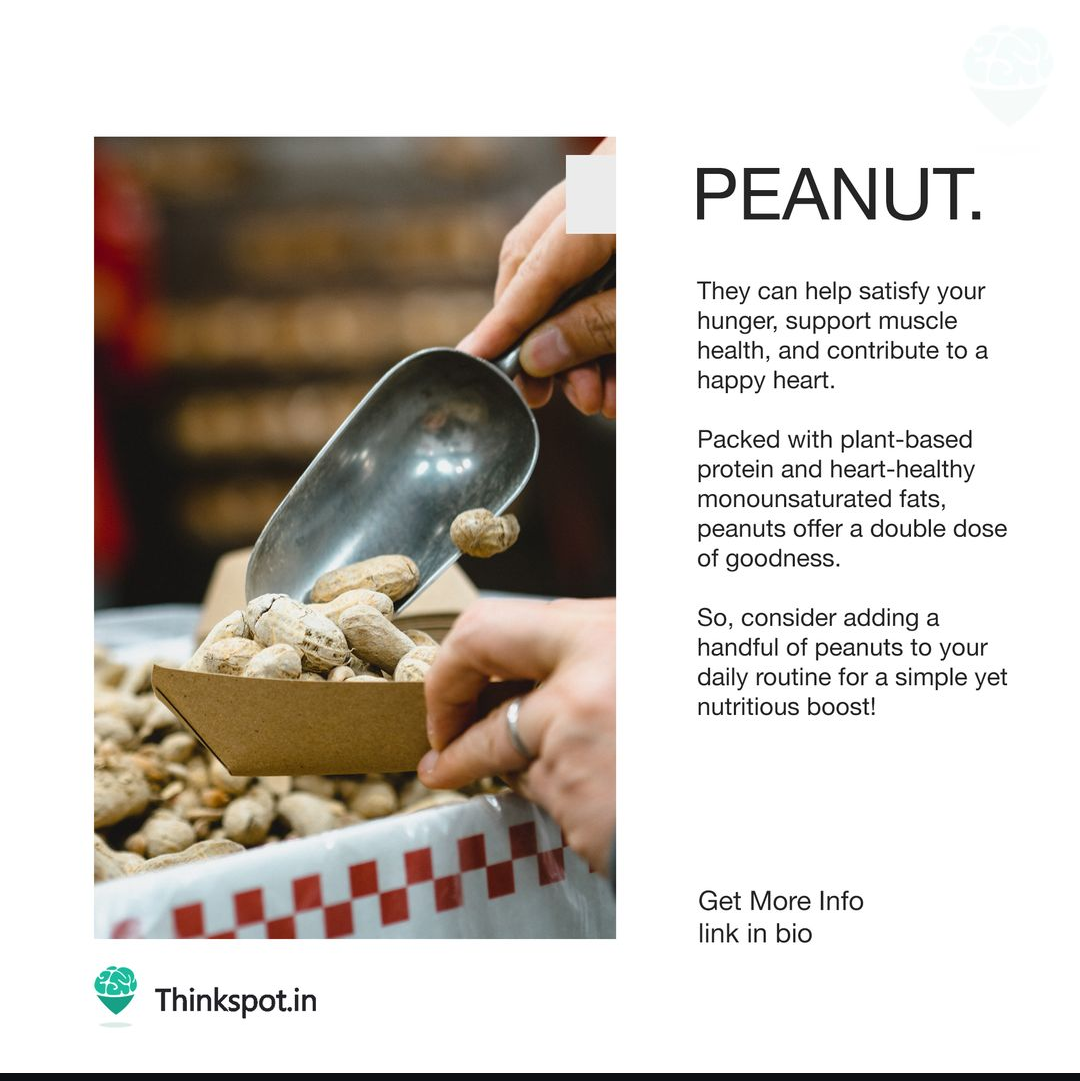 PEANUT.
They can help satisfy your
hunger, support muscle
health, and contribute to a
happy heart.
Packed with plant-based
protein and heart-healthy
monounsaturated fats,
peanuts offer a double dose
of goodness.
So, consider adding a
handful of peanuts to your
daily routine for a simple yet
nutritious boost!
Get More Info
link in bio
Thinkspot.in